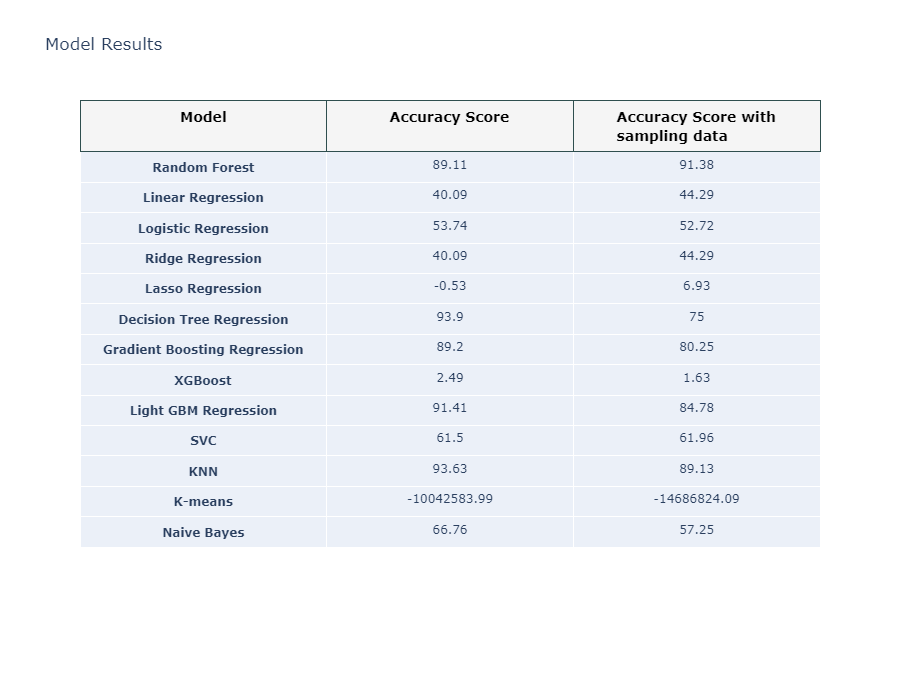 Model Results
Model Accuracy Score Accuracy Score with
sampling data
Random Forest 89.11 91.38
Linear Regression 40.09 44.29
Logistic Regression 53.74 52.72
Ridge Regression 40.09 44.29
Lasso Regression -0.53 6.93
Decision Tree Regression 93.9 75
Gradient Boosting Regression 89.2 80.25
XGBoost 2.49 1.63
Light GBM Regression 91.41 84.78
SVC 61.5 61.96
KNN 93.63 89.13
K-means -10042583.99 -14686824.09
Naive Bayes 66.76 57.25